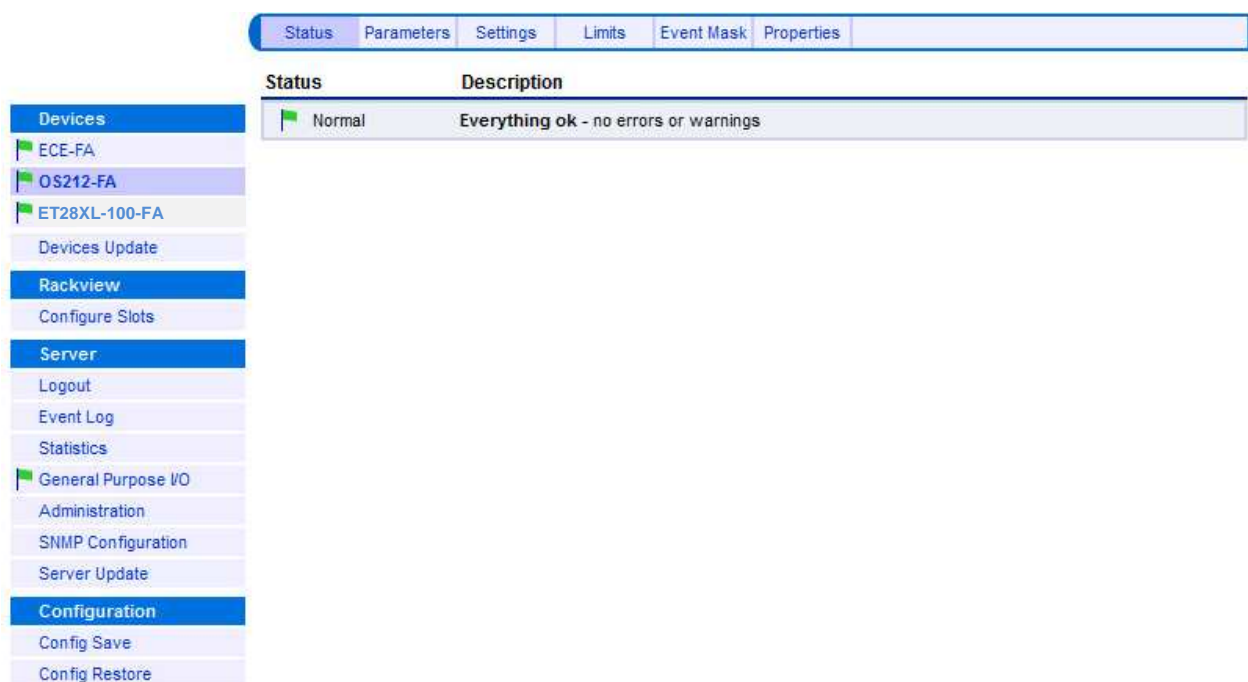 Status Parameters Settings Limits Event Mask Properties
Status Description
Normal Everything ok - no errors or warnings
Devices
ECE-FA
OS212-FA
ET28XL-100-FA
Devices Update
Rackview
Configure Slots
Server
Logout
Event Log
Statistics
General Purpose I/O
Administration
SNMP Configuration
Server Update
Configuration
Config Save
Config Restore